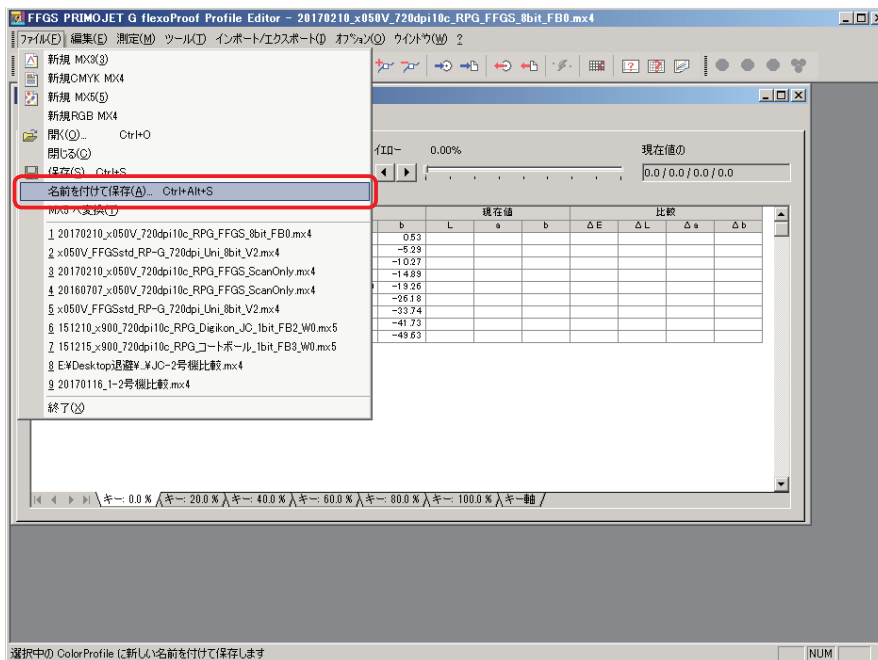 FFGS PRIMOJET G flexoProof Profile Editor - 20170210_x050V_720dpi10c_RPG_FFGS_8bit_FB0.mx4
ファイル(F) 編集(E) 測定(M) ツール(T) インポート/エクスポート(I) オプション(O) ウインドウ(W) ?
新規 MX3(3)
新規CMYK MX4
新規 MX5(5)
新規RGB MX4
開く(O)... Ctrl+O
閉じる(C)
保存(S) Ctrl+S
名前を付けて保存(A)... Ctrl+Alt+S
MX5 へ変換(T)
1 20170210_x050V_720dpi10c_RPG_FFGS_8bit_FB0.mx4
2 x050V_FFGSstd_RP-G_720dpi_Uni_8bit_V2.mx4
3 20170210_x050V_720dpi10c_RPG_FFGS_ScanOnly.mx4
4 20160707_x050V_720dpi10c_RPG_FFGS_ScanOnly.mx4
5 x050V_FFGSstd_RP-G_720dpi_Uni_8bit_V2.mx4
6 151210_x900_720dpi10c_RPG_Digikon_JC_1bit_FB2_W0.mx5
7 151215_x900_720dpi10c_RPG_コートボール_1bit_FB3_W0.mx5
8 E:¥Desktop退避¥..¥JC-2号機比較.mx4
9 20170116_1-2号機比較.mx4
終了(X)
イエロー 0.00% 現在値の
0.0 / 0.0 / 0.0 / 0.0
現在値 比較
b L a b ΔE ΔL Δa Δb
0.53
-5.29
-10.27
-14.89
-19.26
-26.18
-33.74
-41.73
-49.63
キー: 0.0 % キー: 20.0 % キー: 40.0 % キー: 60.0 % キー: 80.0 % キー: 100.0 % キー軸
選択中の ColorProfile に新しい名前を付けて保存します NUM